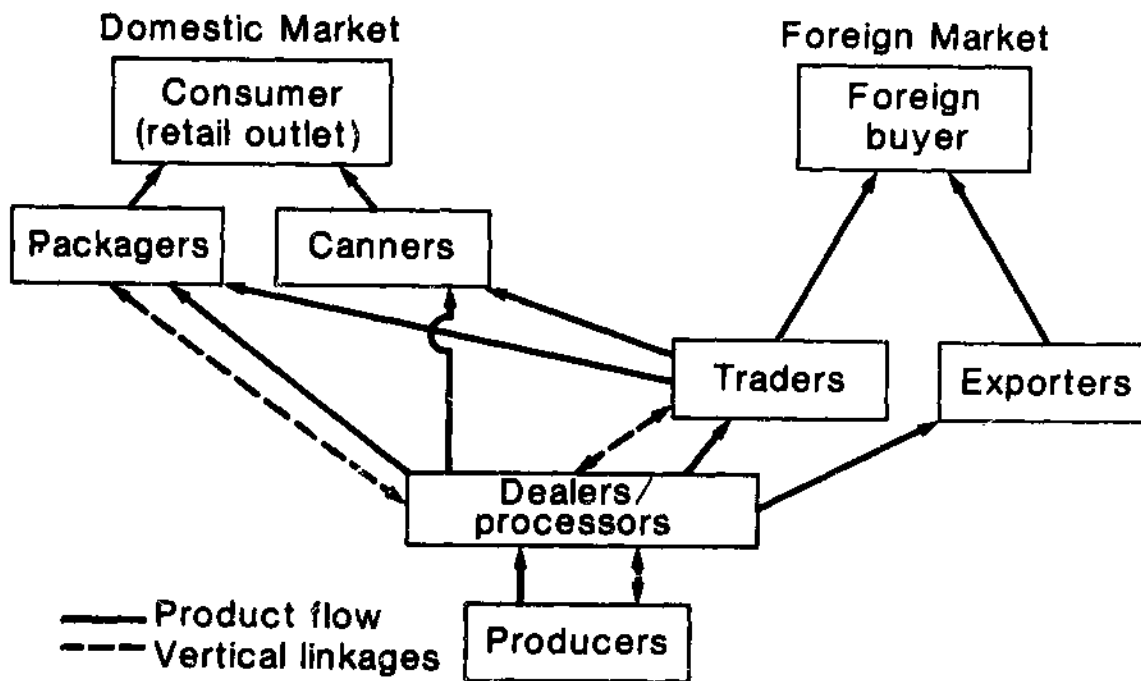 Domestic Market
Foreign Market
Consumer
(retail outlet)
Foreign
buyer
Packagers
Canners
Traders
Exporters
Dealers/
processors
Producers
Product flow
Vertical linkages